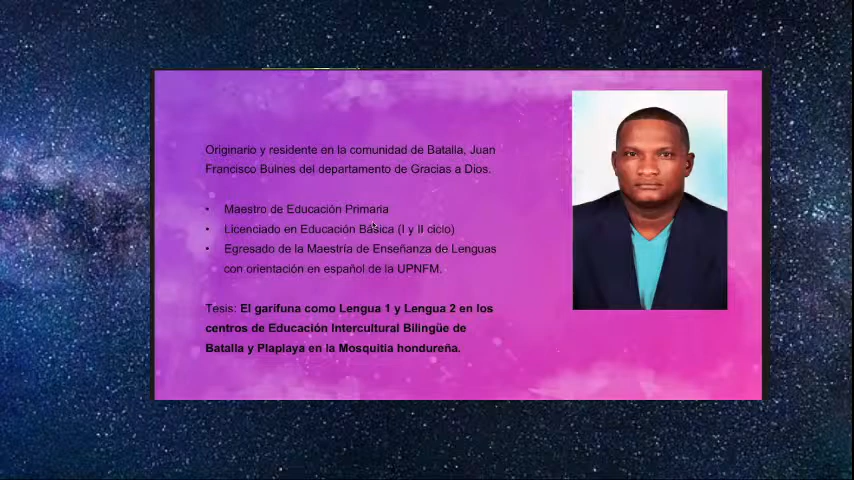 Originario y residente en la comunidad de Batalla, Juan
Francisco Bulnes del departamento de Gracias a Dios.
• Maestro de Educación Primaria
• Licenciado en Educación Básica (I y II ciclo)
• Egresado de la Maestría de Enseñanza de Lenguas
con orientación en español de la UPNFM.
Tesis: El garífuna como Lengua 1 y Lengua 2 en los
centros de Educación Intercultural Bilingüe de
Batalla y Plaplaya en la Mosquitia hondureña.